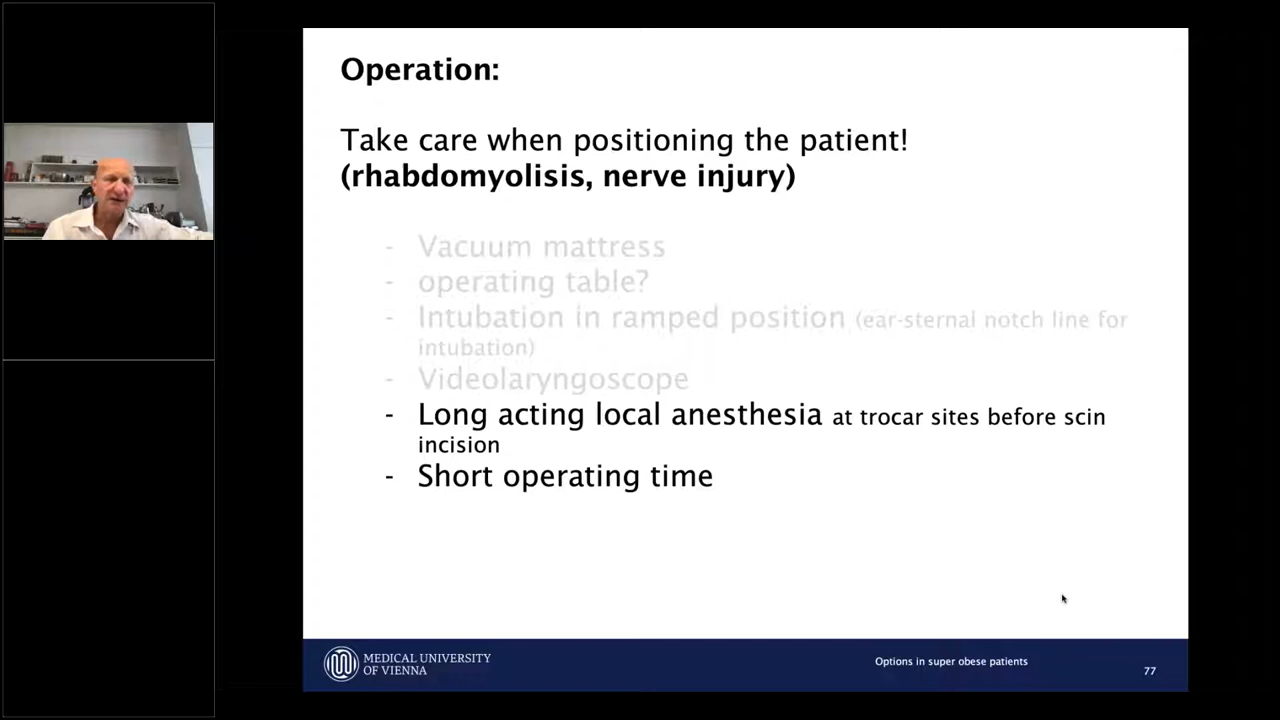 Operation:
Take care when positioning the patient!
(rhabdomyolisis, nerve injury)
- Vacuum mattress
- operating table?
- Intubation in ramped position (ear-sternal notch line for
intubation)
- Videolaryngoscope
- Long acting local anesthesia at trocar sites before scin
incision
- Short operating time
MEDICAL UNIVERSITY
OF VIENNA
Options in super obese patients
77